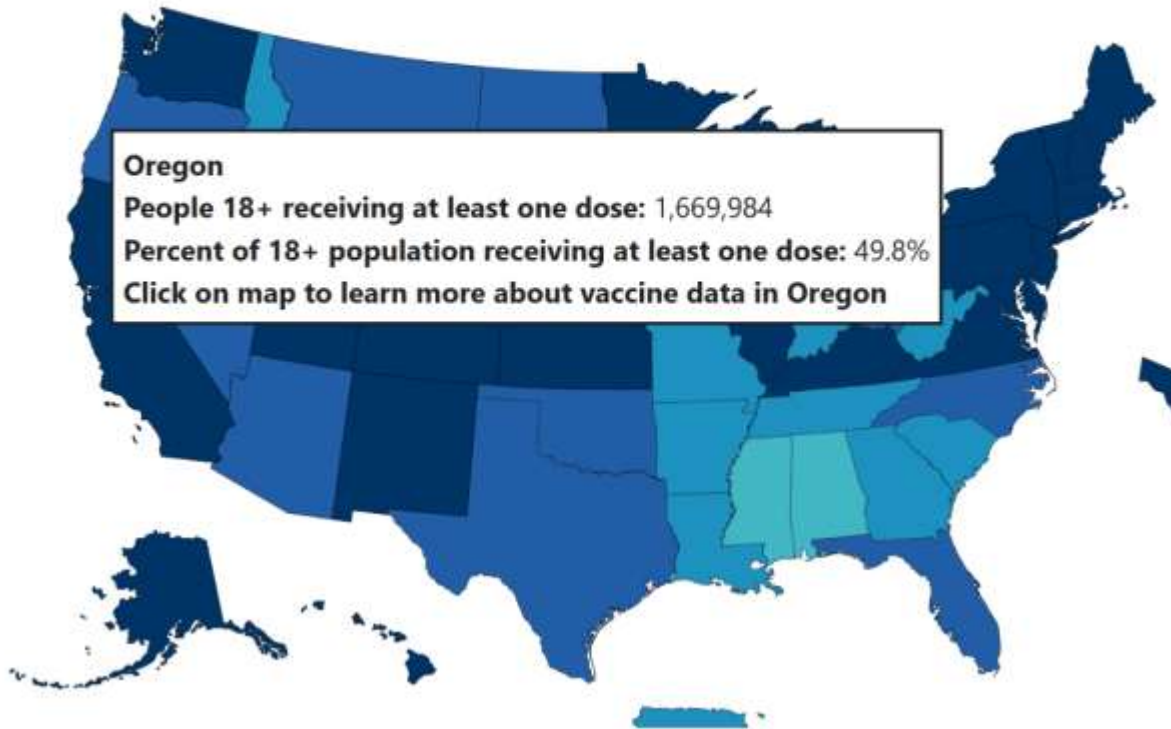 Oregon
People 18+ receiving at least one dose: 1,669,984
Percent of 18+ population receiving at least one dose: 49.8%
Click on map to learn more about vaccine data in Oregon